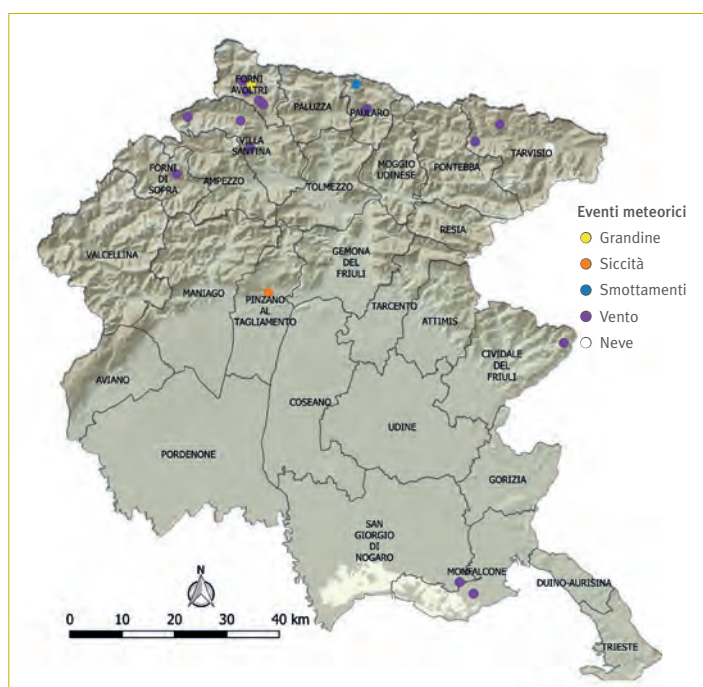 FORNI
AVOLTRI
PALUZZA
PAULARO
VILLA
SANTINA
TARVISIO
FORNI
DI
SOPRA
AMPEZZO
MOGGIO
UDINESE
PONTEBBA
TOLMEZZO
RESIA
VALCELLINA
GEMONA
DEL
FRIULI
MANIAGO
PINZANO
AL
TAGLIAMENTO
TARCENTO
ATTIMIS
CIVIDALE
DEL
FRIULI
AVIANO
COSEANO
UDINE
PORDENONE
GORIZIA
SAN
GIORGIO
DI
NOGARO
MONFALCONE
DUINO-AURISINA
TRIESTE
Eventi meteorici
Grandine
Siccità
Smottamenti
Vento
Neve
N
0 10 20 30 40 km